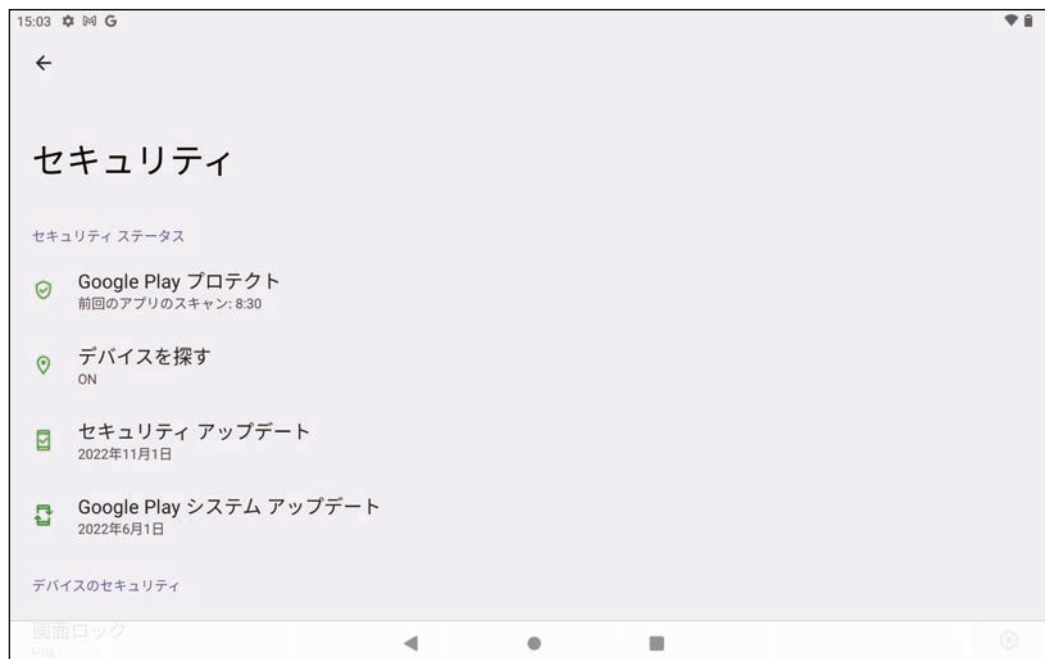 15:03
セキュリティ
セキュリティ ステータス
Google Play プロテクト
前回のアプリのスキャン: 8:30
デバイスを探す
ON
セキュリティ アップデート
2022年11月1日
Google Play システム アップデート
2022年6月1日
デバイスのセキュリティ
画面ロック
PIN